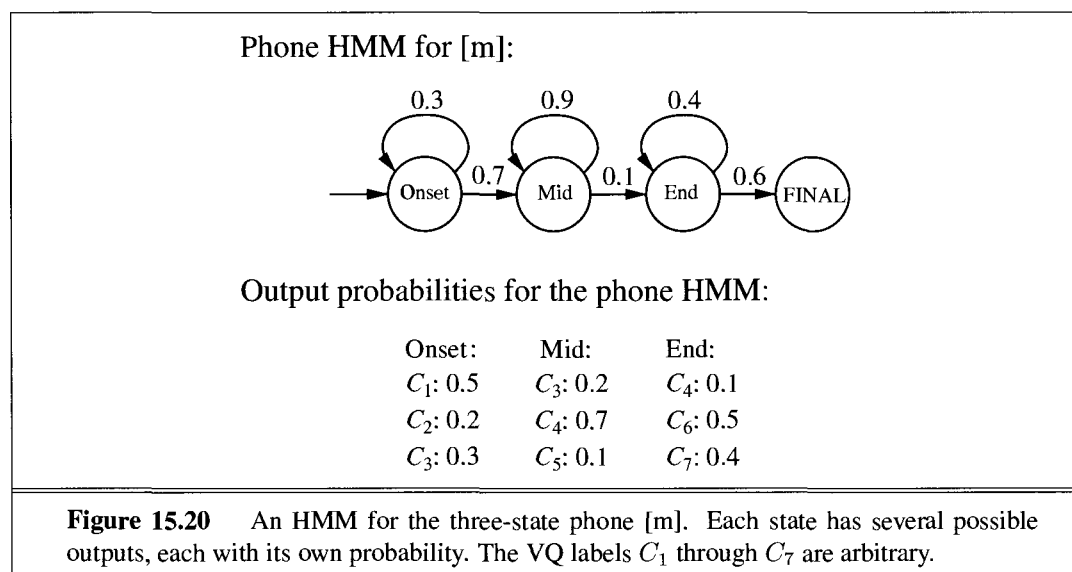 Phone HMM for [m]:
0.3 0.9 0.4
Onset 0.7 Mid 0.1 End 0.6 FINAL
Output probabilities for the phone HMM:
Onset: Mid: End:
C₁: 0.5 C₃: 0.2 C₄: 0.1
C₂: 0.2 C₄: 0.7 C₆: 0.5
C₃: 0.3 C₅: 0.1 C₇: 0.4
Figure 15.20 An HMM for the three-state phone [m]. Each state has several possible
outputs, each with its own probability. The VQ labels C₁ through C₇ are arbitrary.